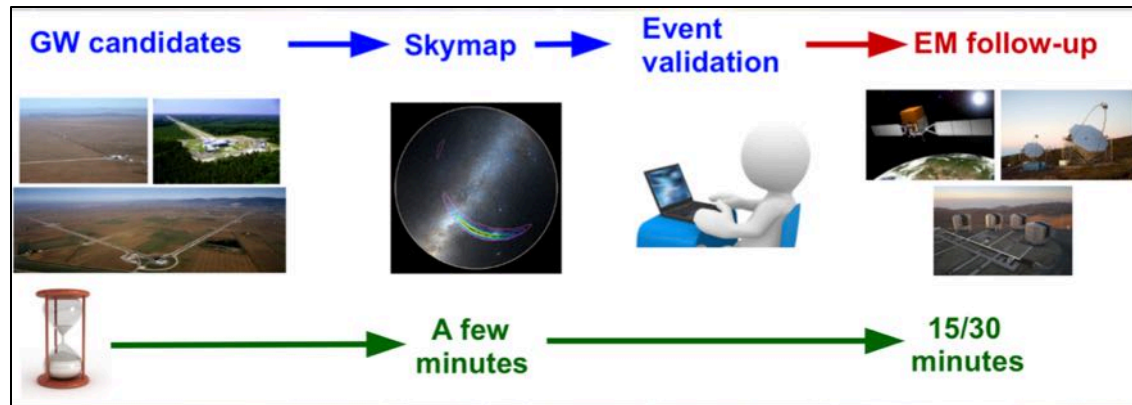 GW candidates
Skymap
Event
validation
EM follow-up
A few
minutes
15/30
minutes